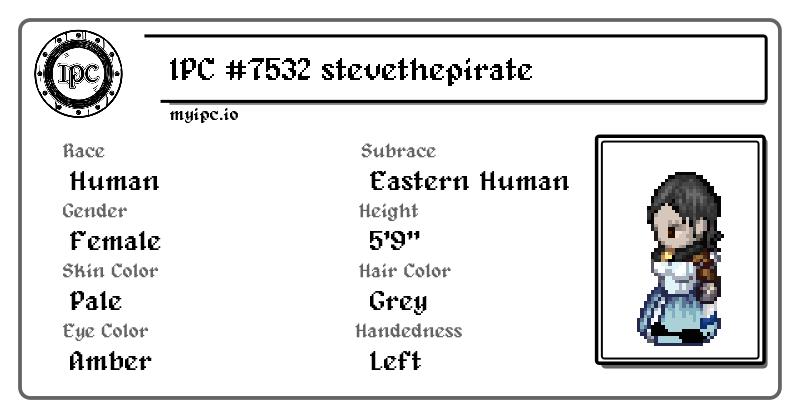 IPC
IPC #7532 stevethepirate
myipc.io
Race
Human
Subrace
Eastern Human
Gender
Female
Height
5'9"
Skin Color
Pale
Hair Color
Grey
Eye Color
Amber
Handedness
Left